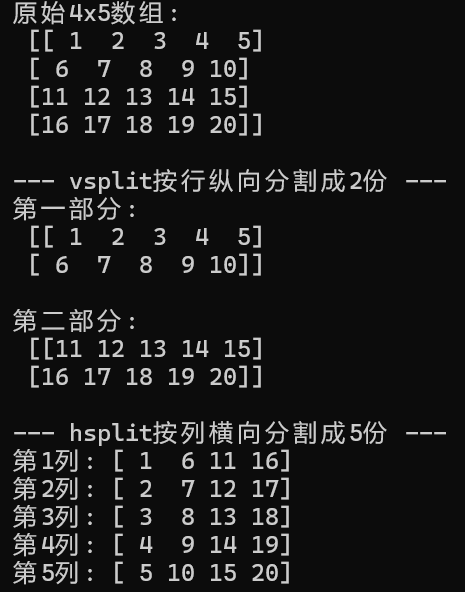 原始4x5数组:
 [[ 1  2  3  4  5]
 [ 6  7  8  9 10]
 [11 12 13 14 15]
 [16 17 18 19 20]]
--- vsplit按行纵向分割成2份 ---
第一部分:
 [[ 1  2  3  4  5]
 [ 6  7  8  9 10]]
第二部分:
 [[11 12 13 14 15]
 [16 17 18 19 20]]
--- hsplit按列横向分割成5份 ---
第1列: [ 1  6 11 16]
第2列: [ 2  7 12 17]
第3列: [ 3  8 13 18]
第4列: [ 4  9 14 19]
第5列: [ 5 10 15 20]